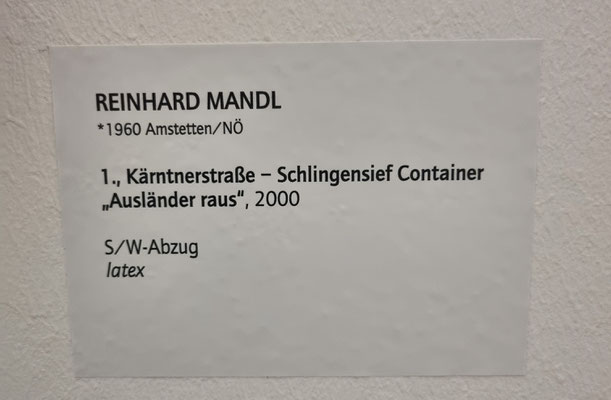 REINHARD MANDL
*1960 Amstetten/NÖ
1., Kärntnerstraße – Schlingensief Container
„Ausländer raus“, 2000
S/W-Abzug
latex